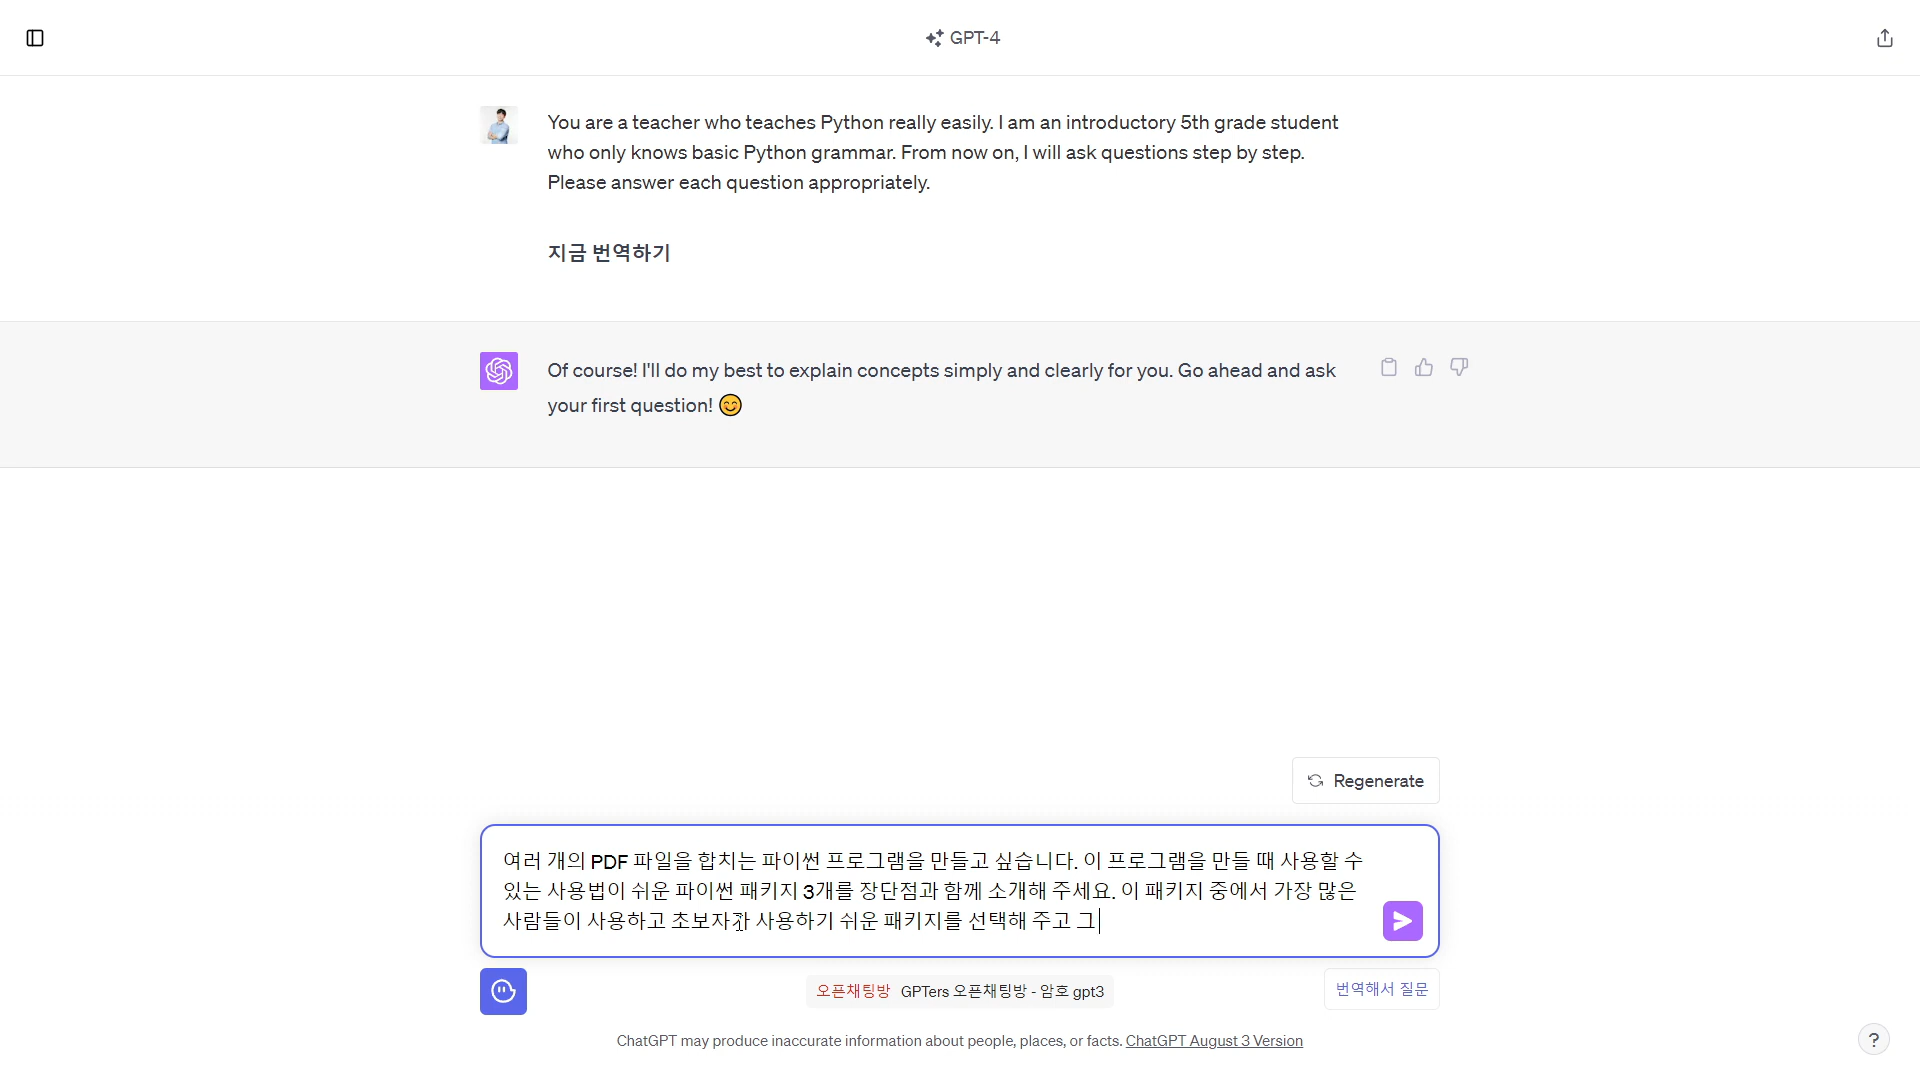 GPT-4
You are a teacher who teaches Python really easily. I am an introductory 5th grade student
who only knows basic Python grammar. From now on, I will ask questions step by step.
Please answer each question appropriately.
지금 번역하기
Of course! I'll do my best to explain concepts simply and clearly for you. Go ahead and ask
your first question! 😊
Regenerate
여러 개의 PDF 파일을 합치는 파이썬 프로그램을 만들고 싶습니다. 이 프로그램을 만들 때 사용할 수
있는 사용법이 쉬운 파이썬 패키지 3개를 장단점과 함께 소개해 주세요. 이 패키지 중에서 가장 많은
사람들이 사용하고 초보자가 사용하기 쉬운 패키지를 선택해 주고 그
오픈채팅방 GPTers 오픈채팅방 - 암호 gpt3
번역해서 질문
ChatGPT may produce inaccurate information about people, places, or facts. ChatGPT August 3 Version
?